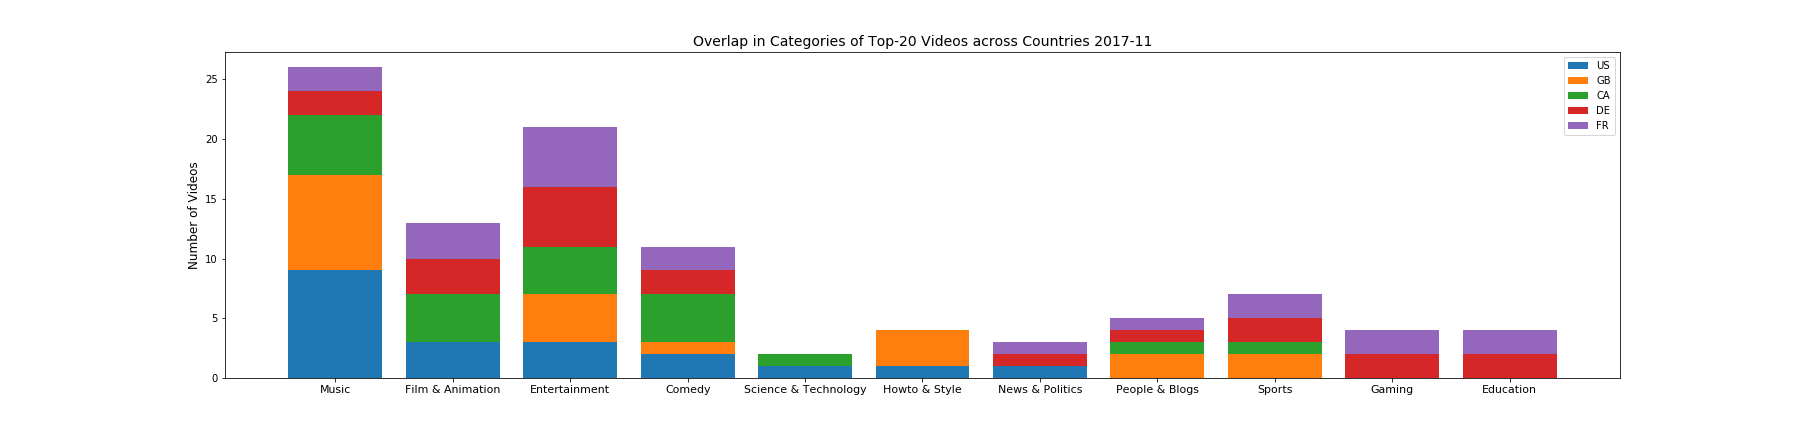 Overlap in Categories of Top-20 Videos across Countries 2017-11
US
GB
CA
DE
FR
Number of Videos
25
20
15
10
5
0
Music Film & Animation Entertainment Comedy Science & Technology Howto & Style News & Politics People & Blogs Sports Gaming Education